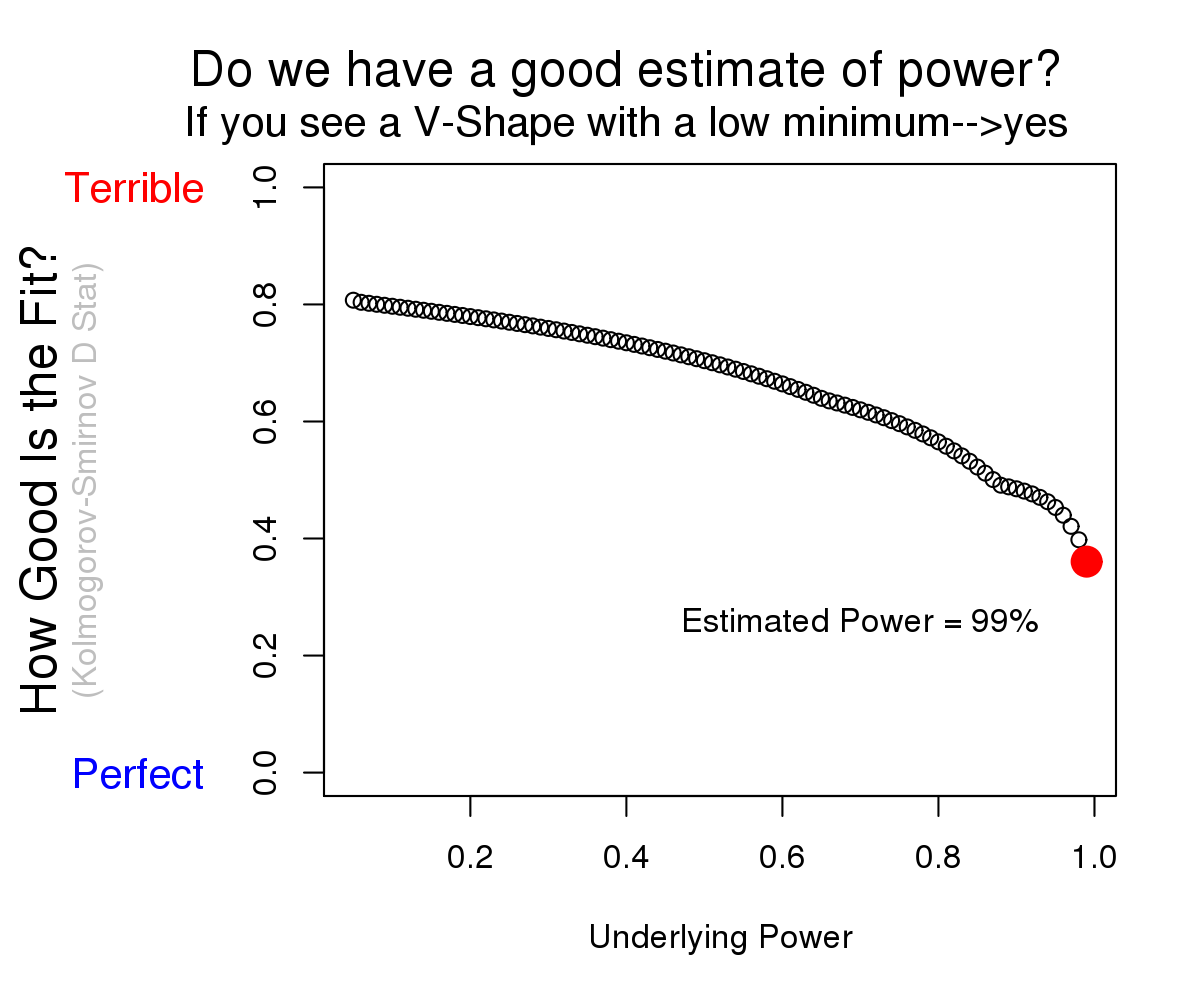 Do we have a good estimate of power?
If you see a V-Shape with a low minimum-->yes
Terrible
How Good Is the Fit?
(Kolmogorov-Smirnov D Stat)
Perfect
1.0
0.8
0.6
0.4
0.2
0.0
Estimated Power = 99%
0.2 0.4 0.6 0.8 1.0
Underlying Power